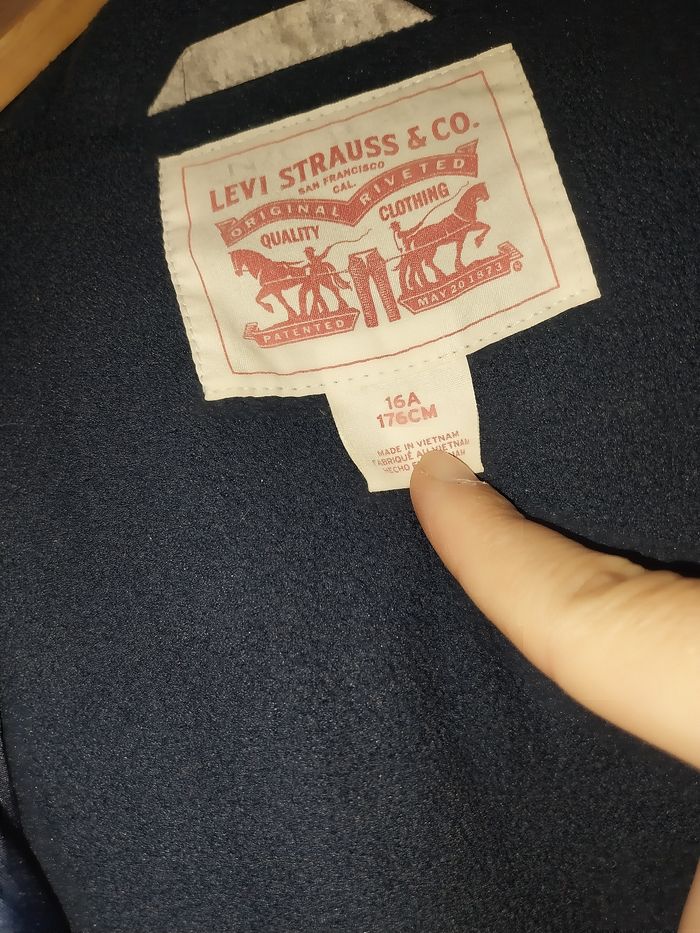 LEVI STRAUSS & CO.
SAN FRANCISCO
CAL.
ORIGINAL RIVETED
QUALITY CLOTHING
PATENTED MAY 20 1873 ®
16A
176CM
MADE IN VIETNAM
FABRIQUÉ AU VIETNAM
HECHO